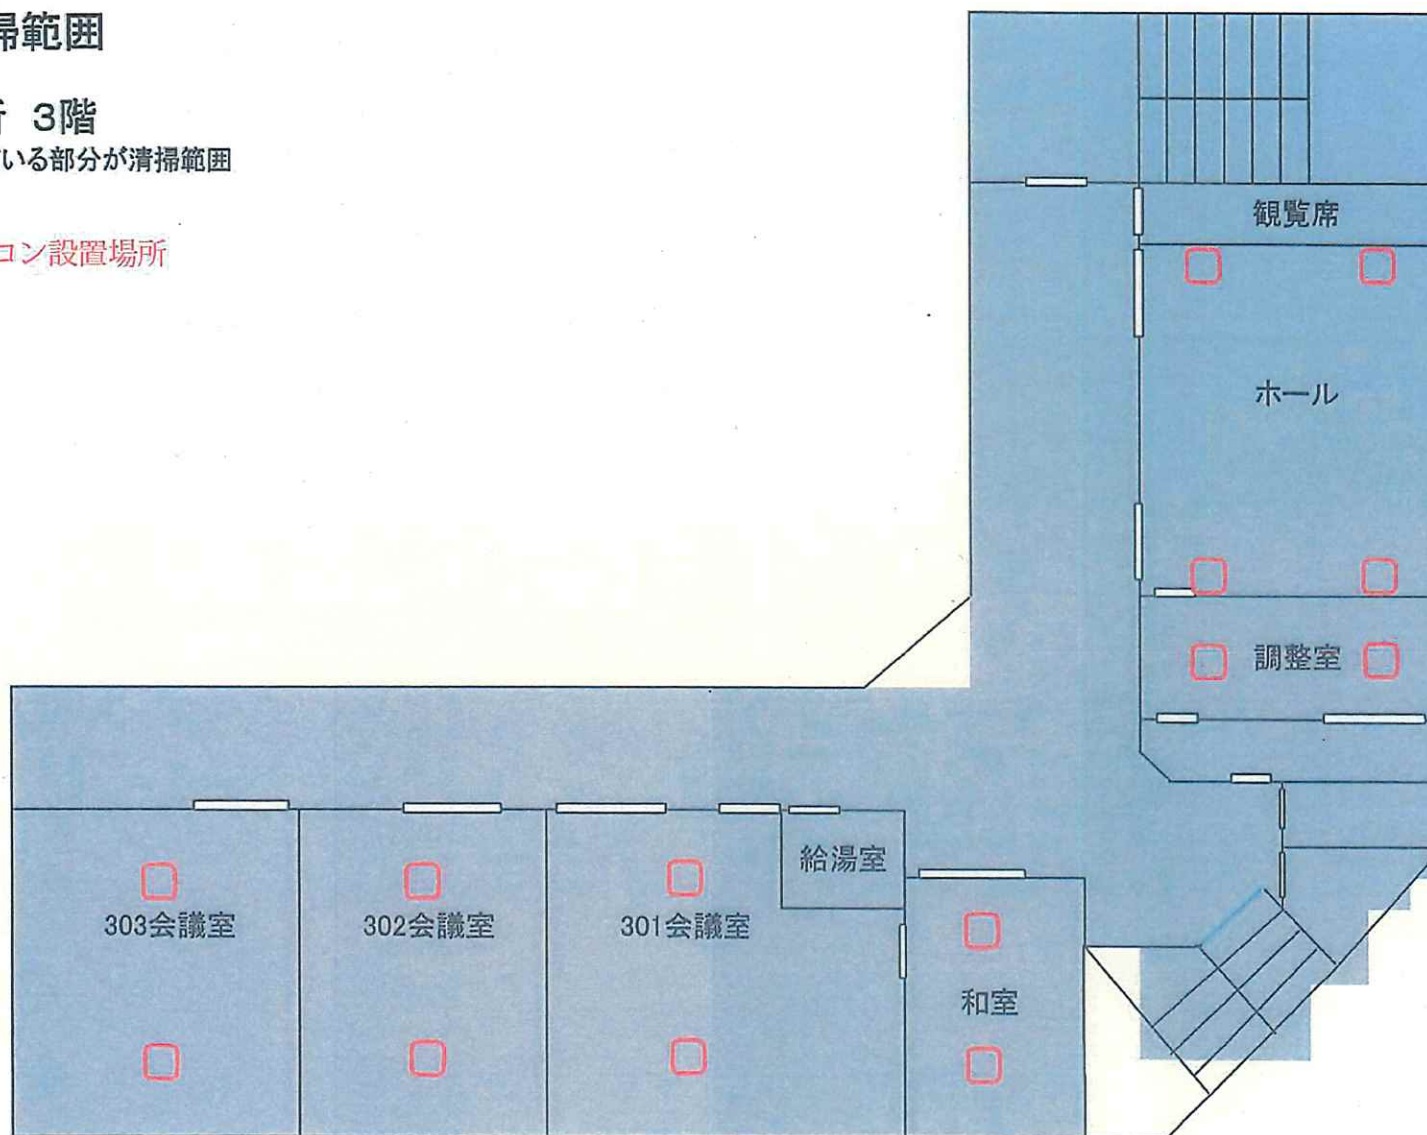 掃範囲
所 3階
いる部分が清掃範囲
コン設置場所
観覧席
ホール
調整室
給湯室
303会議室
302会議室
301会議室
和室